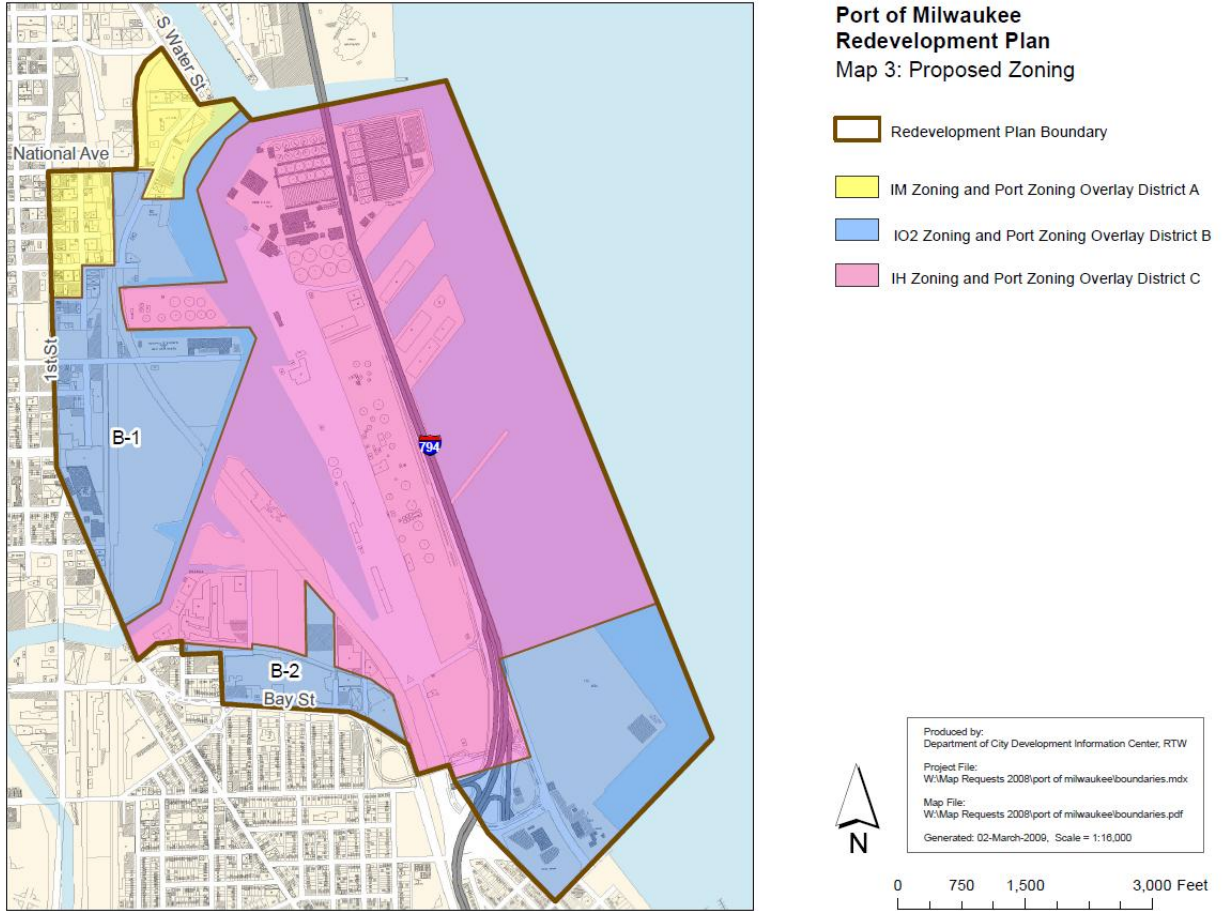 Port of Milwaukee
Redevelopment Plan
Map 3: Proposed Zoning
Redevelopment Plan Boundary
IM Zoning and Port Zoning Overlay District A
IO2 Zoning and Port Zoning Overlay District B
IH Zoning and Port Zoning Overlay District C
S Water St
National Ave
1st St
B-1
794
B-2
Bay St
Produced by:
Department of City Development Information Center, RTW
Project File:
W:\Map Requests 2008\port of milwaukee\boundaries.mdx
Map File:
W:\Map Requests 2008\port of milwaukee\boundaries.pdf
Generated: 02-March-2009, Scale = 1:16,000
N
0 750 1,500 3,000 Feet